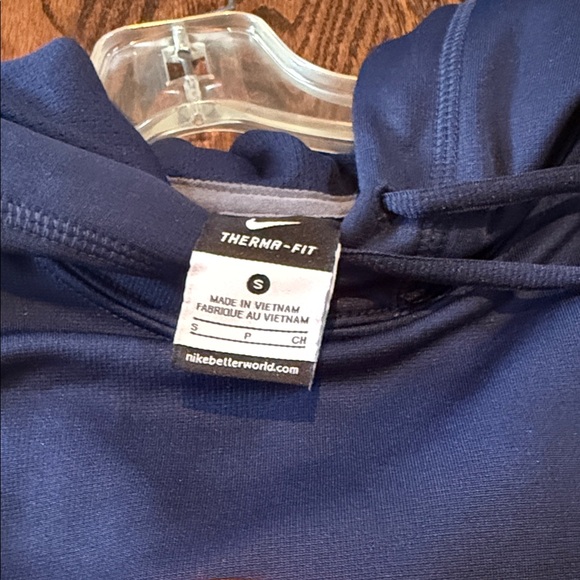 THERMA-FIT
S
MADE IN VIETNAM
FABRIQUE AU VIETNAM
S P CH
nikebetterworld.com